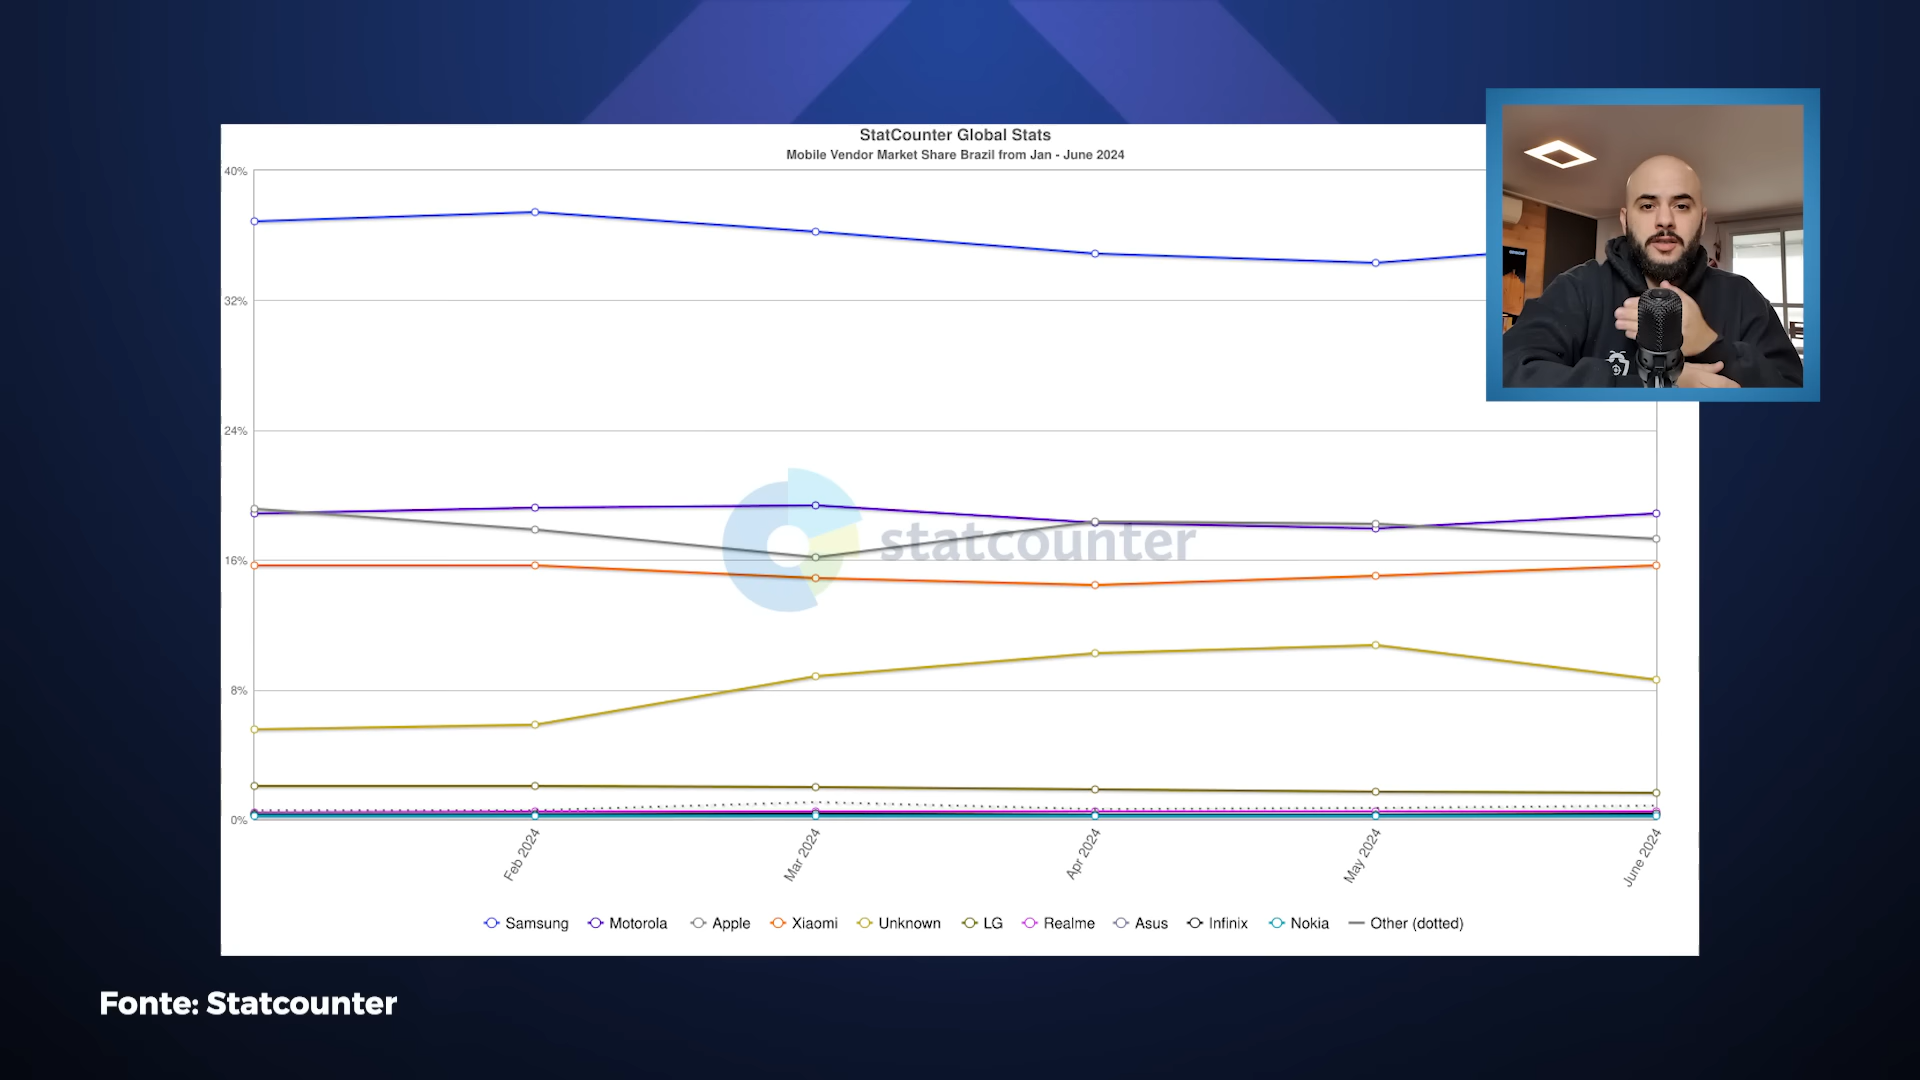 StatCounter Global Stats
Mobile Vendor Market Share Brazil from Jan - June 2024
40%
32%
24%
16%
8%
0%
statcounter
Feb 2024
Mar 2024
Apr 2024
May 2024
June 2024
Samsung Motorola Apple Xiaomi Unknown LG Realme Asus Infinix Nokia Other (dotted)
Fonte: Statcounter